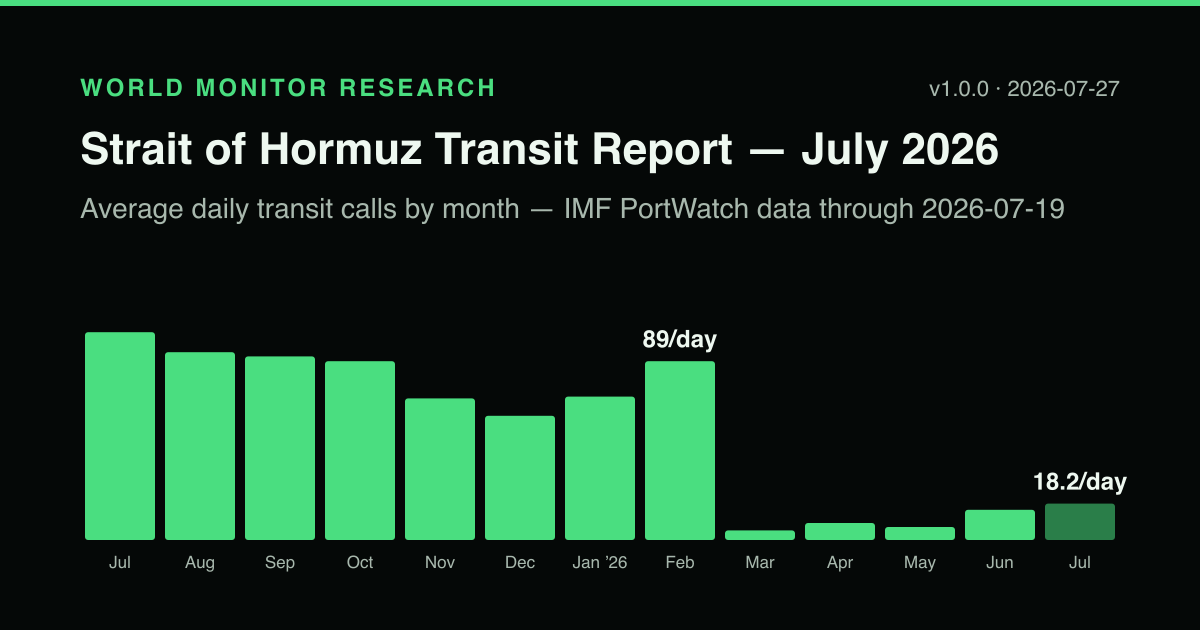 WORLD MONITOR RESEARCH
v1.0.0 · 2026-07-27
Strait of Hormuz Transit Report — July 2026
Average daily transit calls by month — IMF PortWatch data through 2026-07-19
89/day
18.2/day
Jul Aug Sep Oct Nov Dec Jan ’26 Feb Mar Apr May Jun Jul